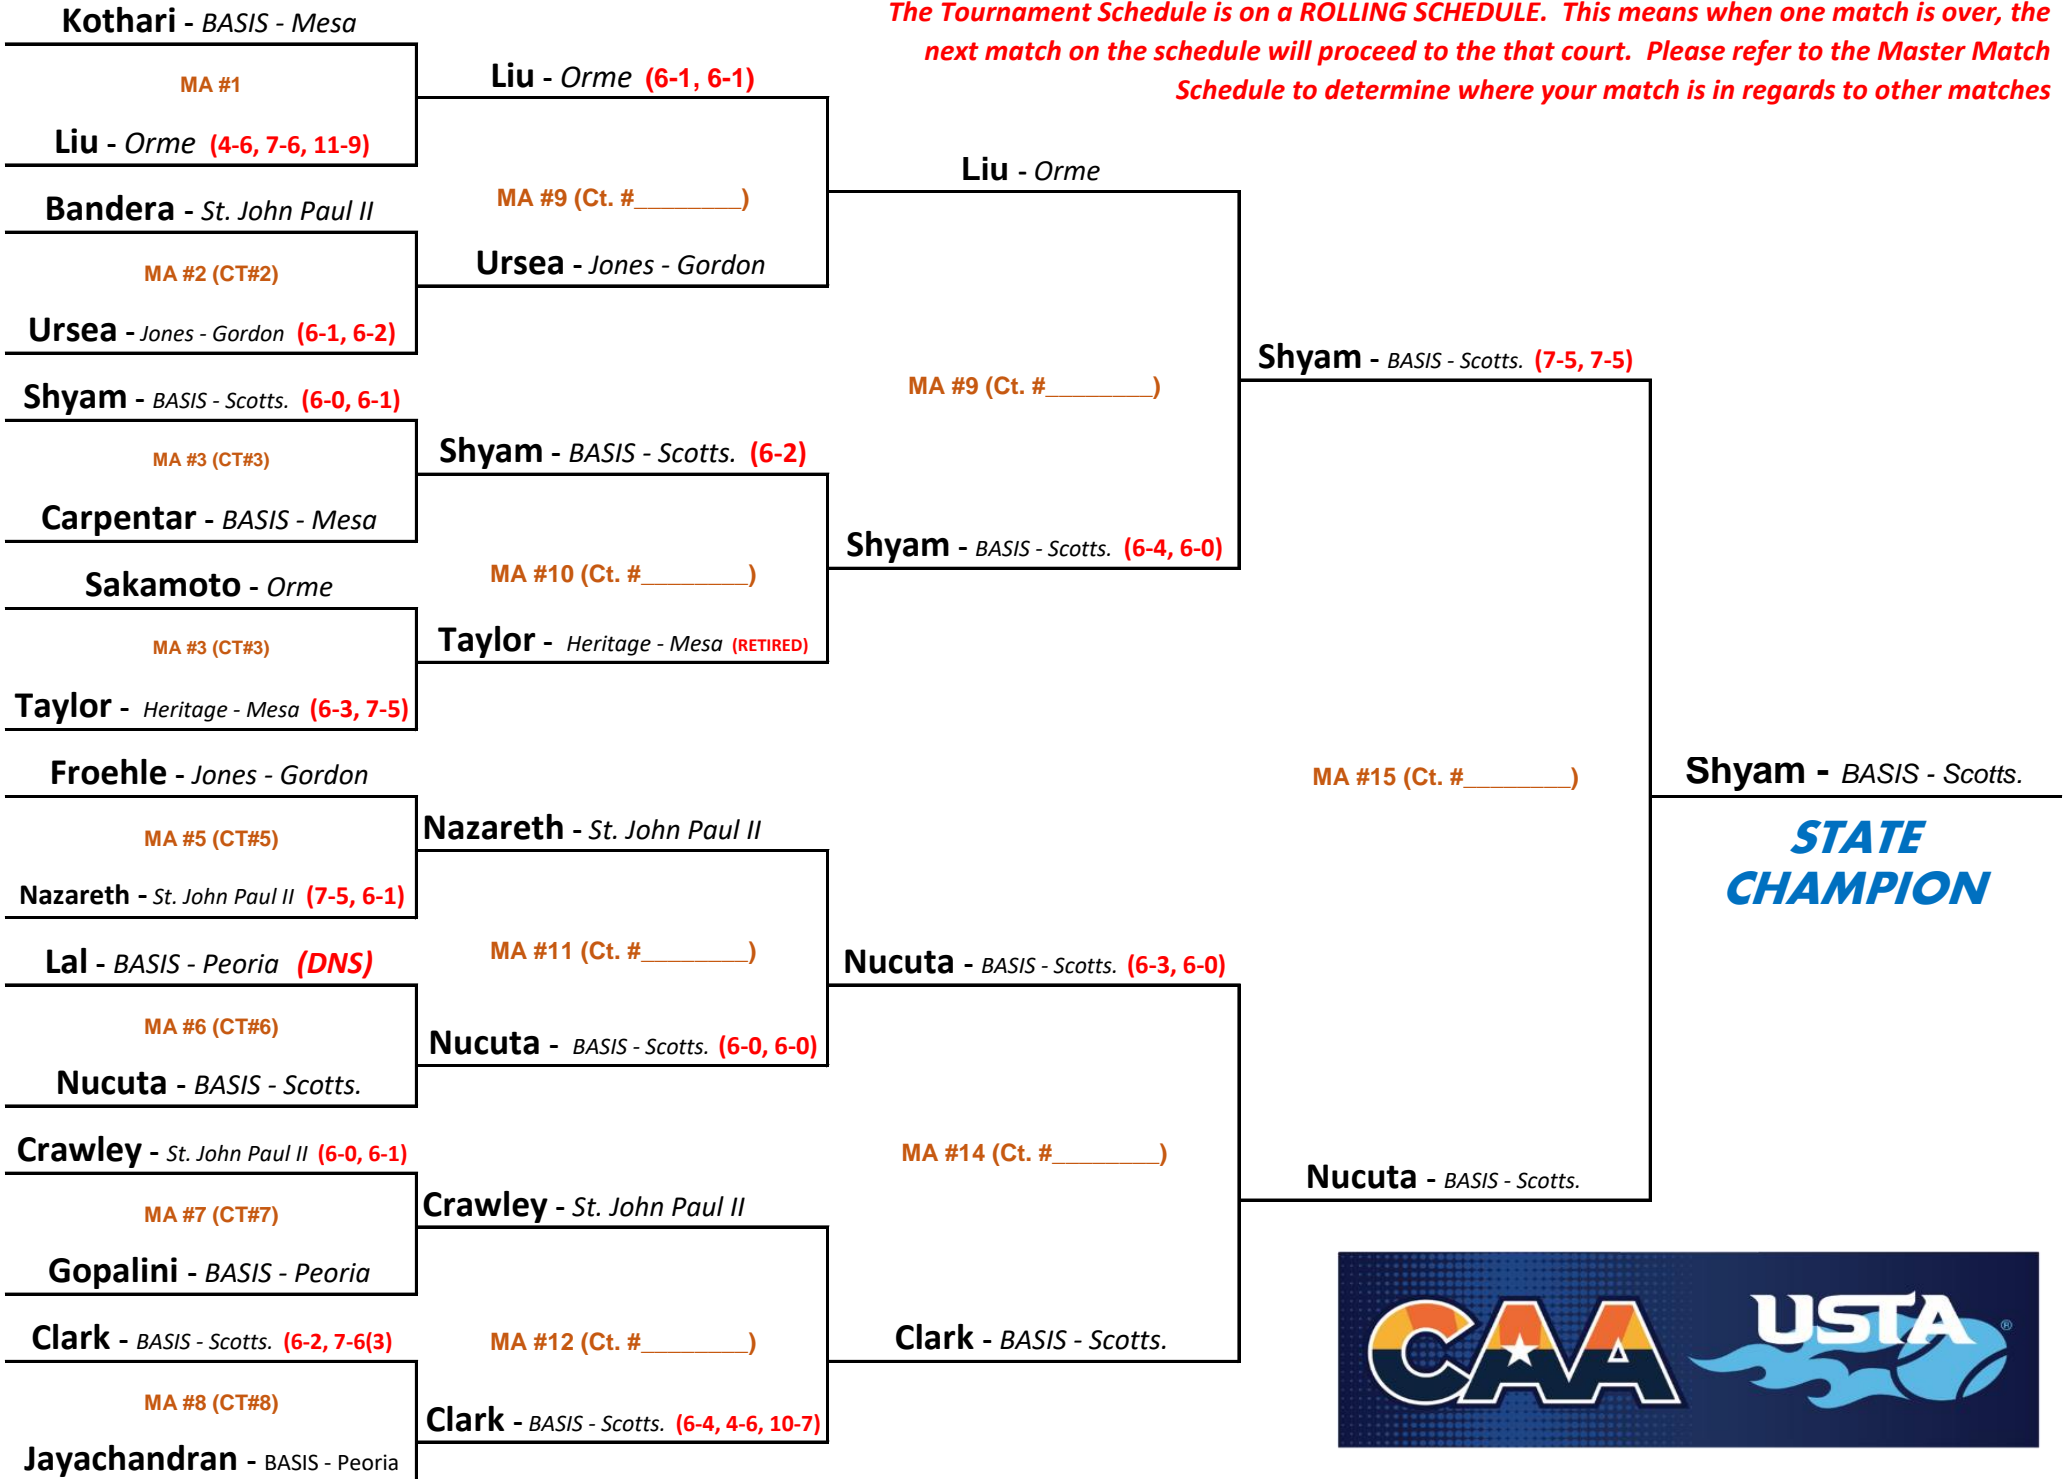 The Tournament Schedule is on a ROLLING SCHEDULE. This means when one match is over, the
next match on the schedule will proceed to the that court. Please refer to the Master Match
Schedule to determine where your match is in regards to other matches
Kothari - BASIS - Mesa
MA #1
Liu - Orme (4-6, 7-6, 11-9)
Bandera - St. John Paul II
MA #2 (CT#2)
Ursea - Jones - Gordon (6-1, 6-2)
Shyam - BASIS - Scotts. (6-0, 6-1)
MA #3 (CT#3)
Carpentar - BASIS - Mesa
Sakamoto - Orme
MA #3 (CT#3)
Taylor - Heritage - Mesa (6-3, 7-5)
Froehle - Jones - Gordon
MA #5 (CT#5)
Nazareth - St. John Paul II (7-5, 6-1)
Lal - BASIS - Peoria (DNS)
MA #6 (CT#6)
Nucuta - BASIS - Scotts.
Crawley - St. John Paul II (6-0, 6-1)
MA #7 (CT#7)
Gopalini - BASIS - Peoria
Clark - BASIS - Scotts. (6-2, 7-6(3)
MA #8 (CT#8)
Jayachandran - BASIS - Peoria
Liu - Orme (6-1, 6-1)
MA #9 (Ct. #________)
Ursea - Jones - Gordon
Shyam - BASIS - Scotts. (6-2)
MA #10 (Ct. #________)
Taylor - Heritage - Mesa (RETIRED)
Nazareth - St. John Paul II
MA #11 (Ct. #________)
Nucuta - BASIS - Scotts. (6-0, 6-0)
Crawley - St. John Paul II
MA #12 (Ct. #________)
Clark - BASIS - Scotts. (6-4, 4-6, 10-7)
Liu - Orme
MA #9 (Ct. #________)
Shyam - BASIS - Scotts. (6-4, 6-0)
Nucuta - BASIS - Scotts. (6-3, 6-0)
MA #14 (Ct. #________)
Clark - BASIS - Scotts.
Shyam - BASIS - Scotts. (7-5, 7-5)
MA #15 (Ct. #________)
Nucuta - BASIS - Scotts.
Shyam - BASIS - Scotts.
STATE
CHAMPION
CAA
USTA®